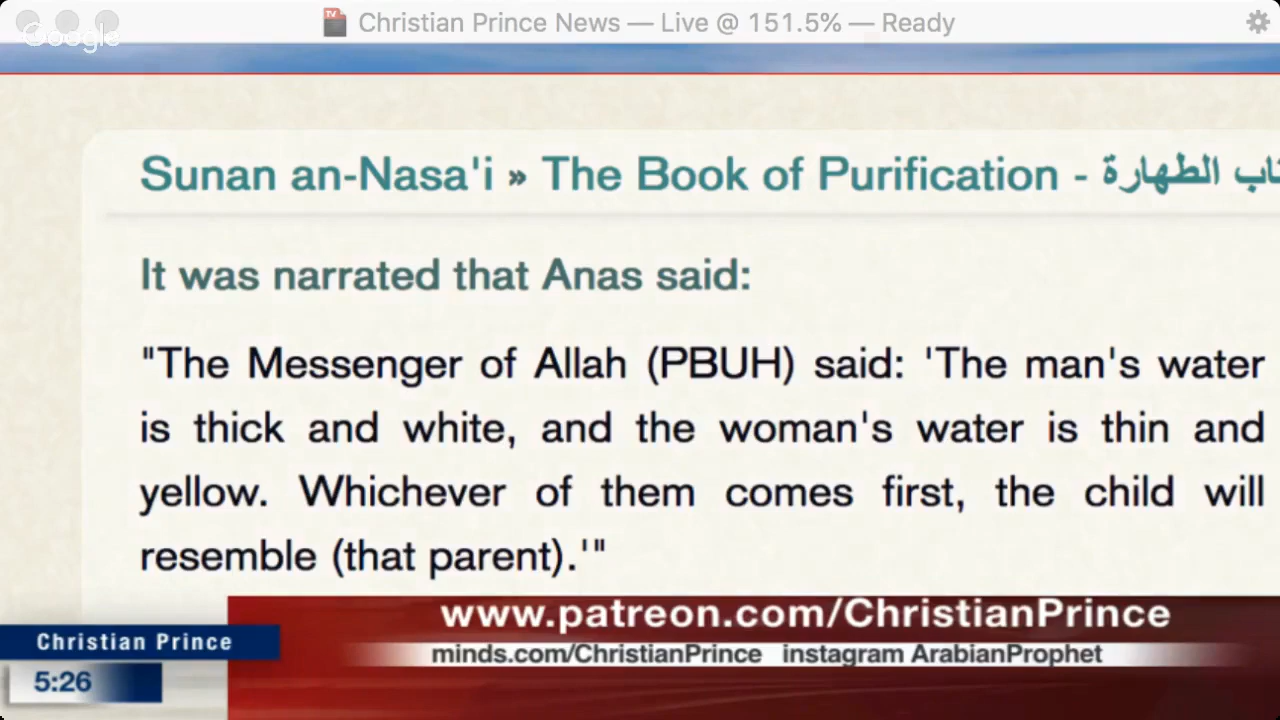 Christian Prince News — Live @ 151.5% — Ready
Google
Sunan an-Nasa'i » The Book of Purification - كتاب الطهارة
It was narrated that Anas said:
"The Messenger of Allah (PBUH) said: 'The man's water
is thick and white, and the woman's water is thin and
yellow. Whichever of them comes first, the child will
resemble (that parent).'"
www.patreon.com/ChristianPrince
Christian Prince
minds.com/ChristianPrince instagram ArabianProphet
5:26